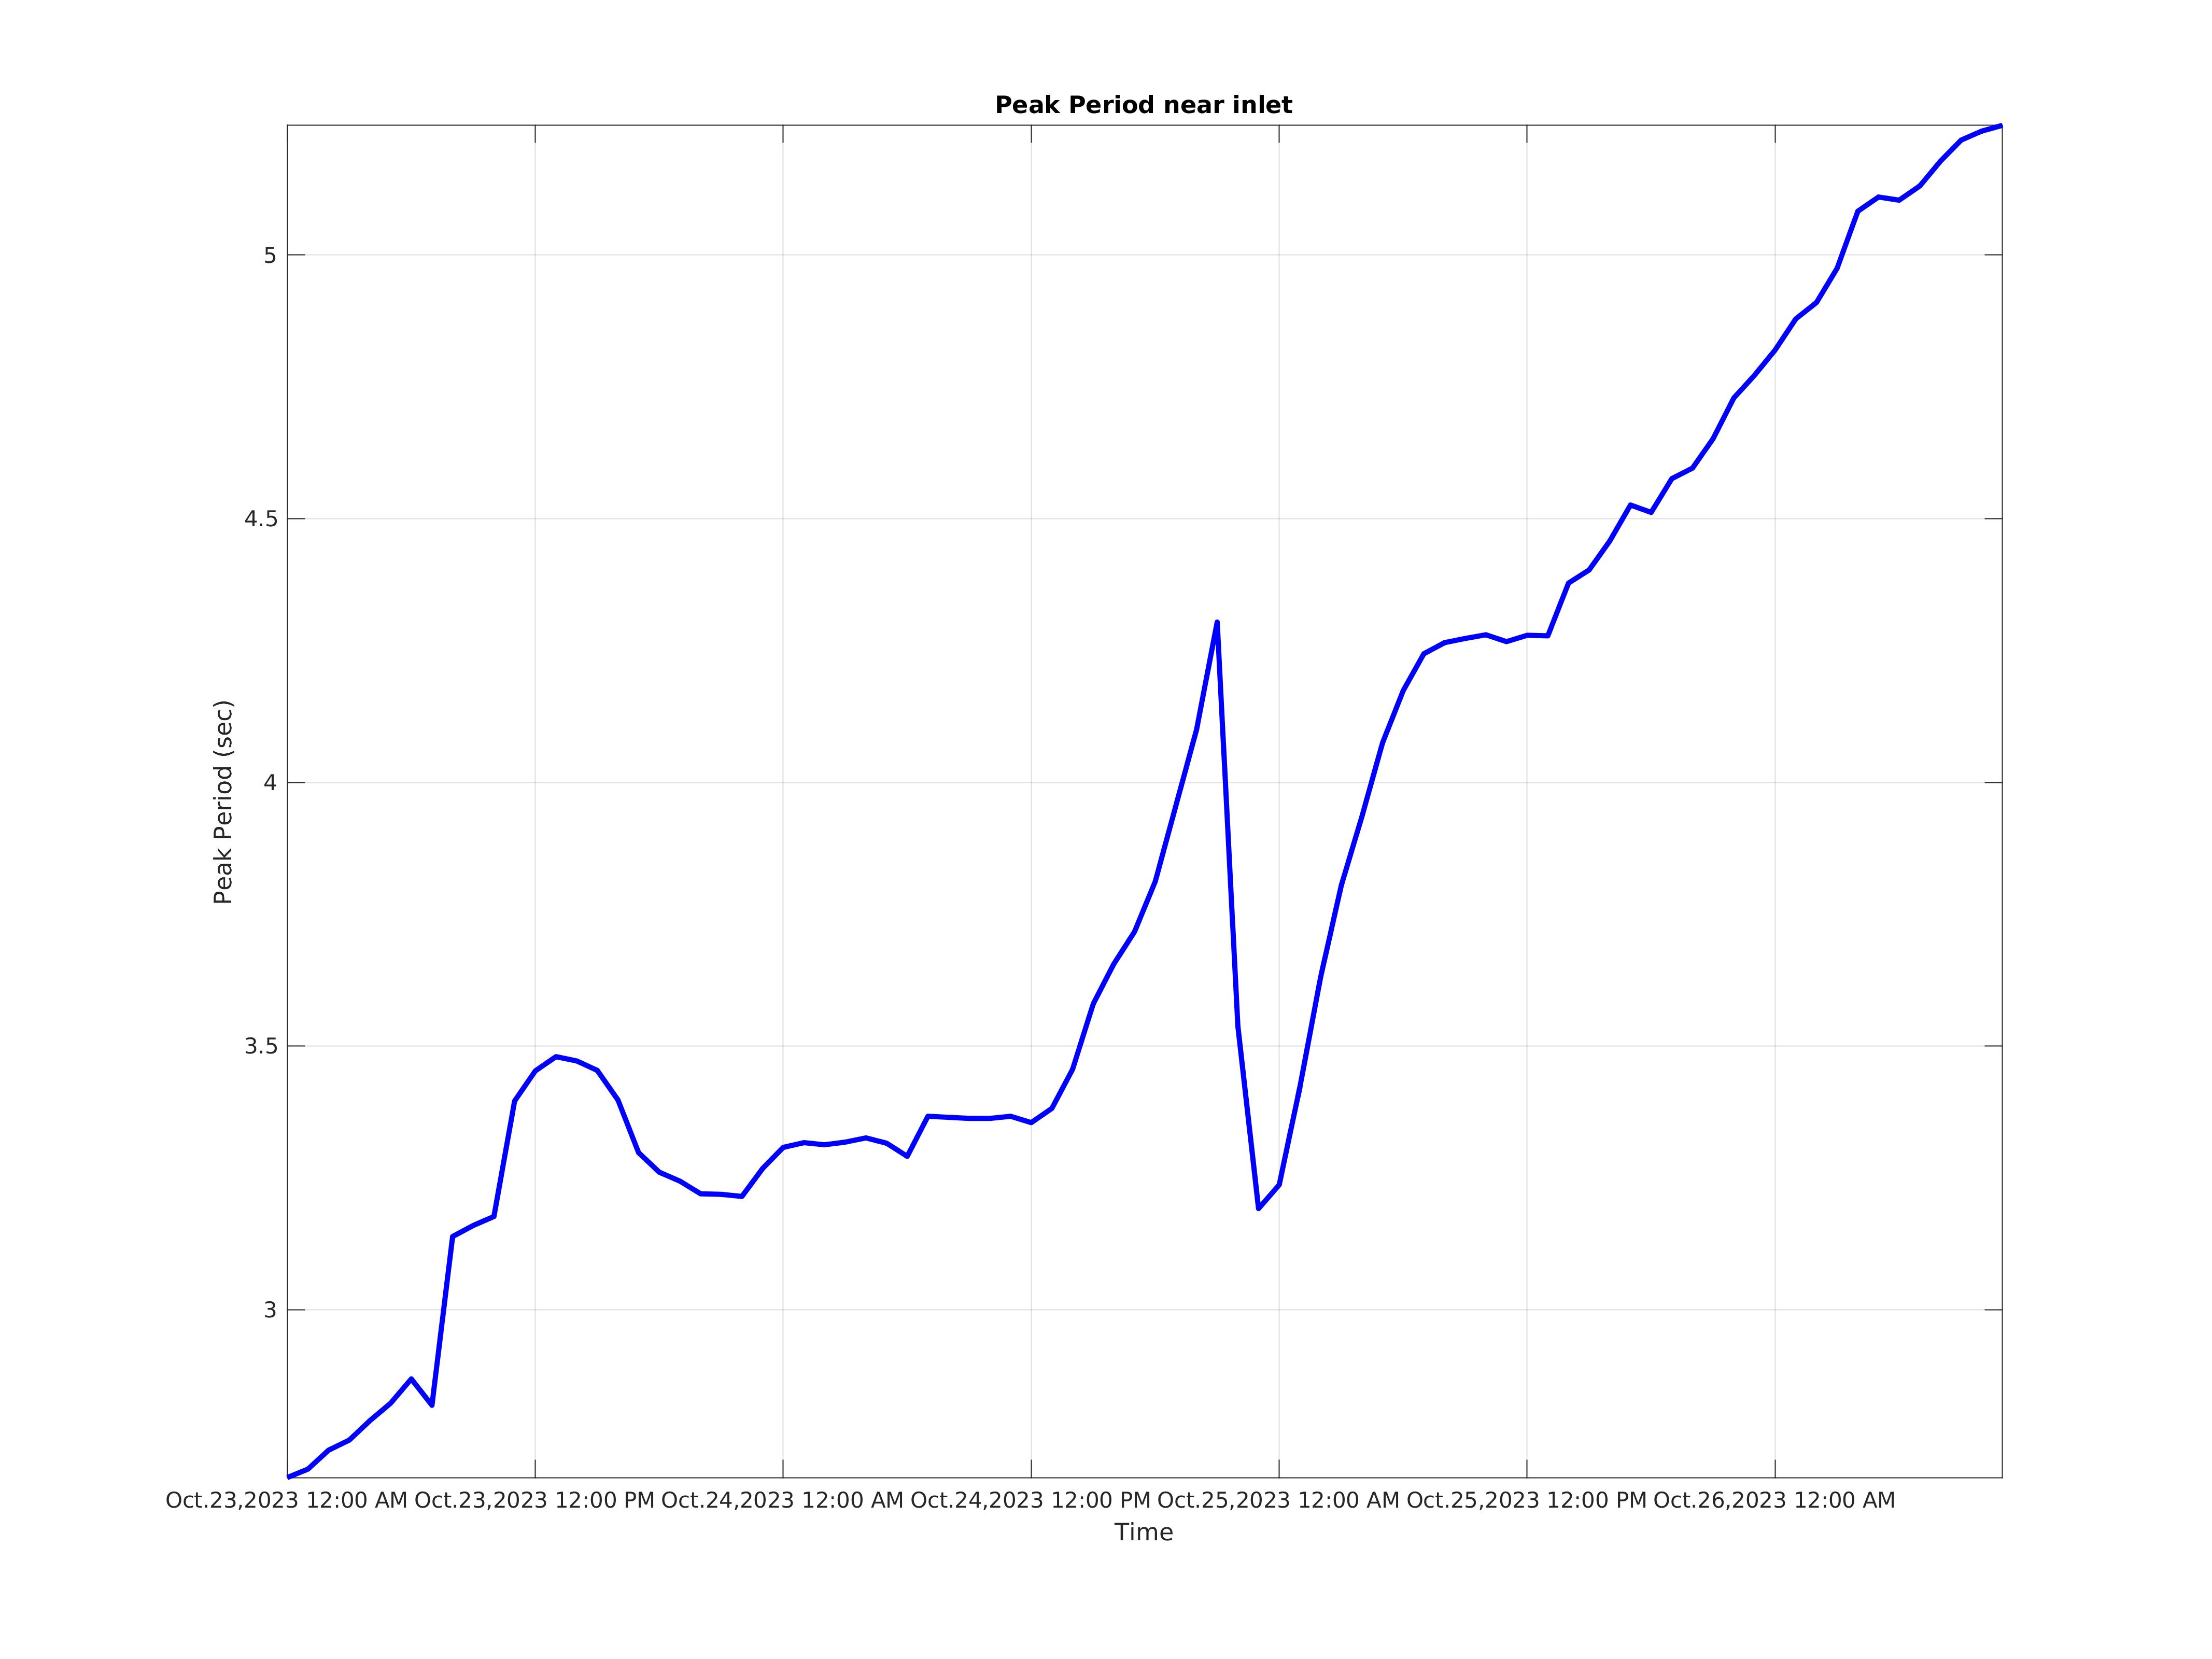 Peak Period near inlet
5
4.5
4
3.5
3
Peak Period (sec)
Oct.23,2023 12:00 AM Oct.23,2023 12:00 PM Oct.24,2023 12:00 AM Oct.24,2023 12:00 PM Oct.25,2023 12:00 AM Oct.25,2023 12:00 PM Oct.26,2023 12:00 AM
Time